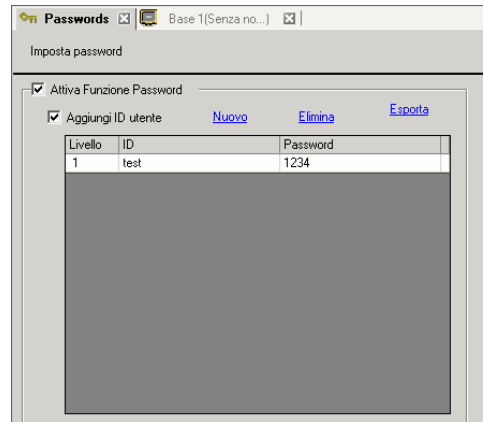 Passwords Base 1(Senza no...)
Imposta password
Attiva Funzione Password
Aggiungi ID utente Nuovo Elimina Esporta
Livello ID Password
1 test 1234